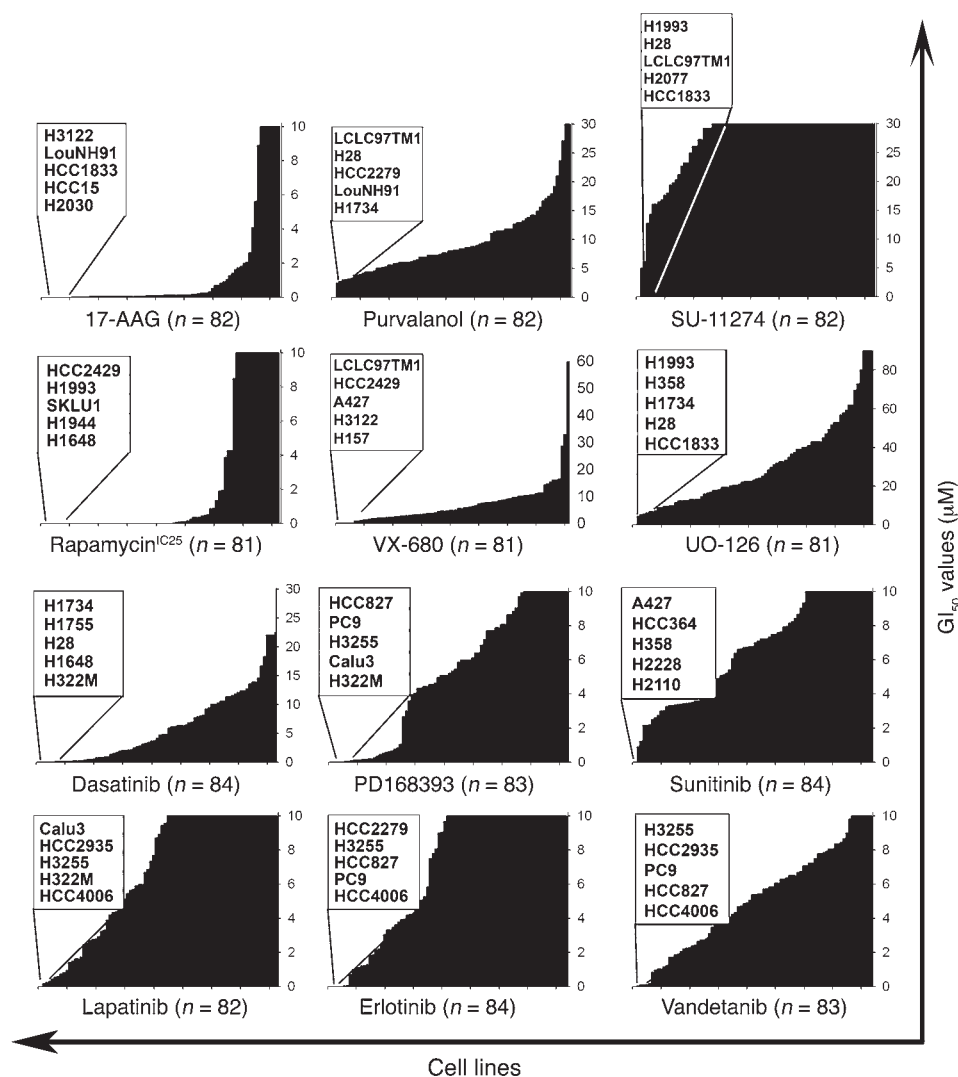 H1993
H28
LCLC97TM1
H2077
HCC1833
H3122
LouNH91
HCC1833
HCC15
H2030
10
8
6
4
2
0
17-AAG (n = 82)
LCLC97TM1
H28
HCC2279
LouNH91
H1734
30
25
20
15
10
5
0
Purvalanol (n = 82)
30
25
20
15
10
5
0
SU-11274 (n = 82)
HCC2429
H1993
SKLU1
H1944
H1648
10
8
6
4
2
0
Rapamycin^IC25 (n = 81)
LCLC97TM1
HCC2429
A427
H3122
H157
60
50
40
30
20
10
0
VX-680 (n = 81)
H1993
H358
H1734
H28
HCC1833
80
60
40
20
0
UO-126 (n = 81)
H1734
H1755
H28
H1648
H322M
30
25
20
15
10
5
0
Dasatinib (n = 84)
HCC827
PC9
H3255
Calu3
H322M
10
8
6
4
2
0
PD168393 (n = 83)
A427
HCC364
H358
H2228
H2110
10
8
6
4
2
0
Sunitinib (n = 84)
Calu3
HCC2935
H3255
H322M
HCC4006
10
8
6
4
2
0
Lapatinib (n = 82)
HCC2279
H3255
HCC827
PC9
HCC4006
10
8
6
4
2
0
Erlotinib (n = 84)
H3255
HCC2935
PC9
HCC827
HCC4006
10
8
6
4
2
0
Vandetanib (n = 83)
GI50 values (μM)
Cell lines